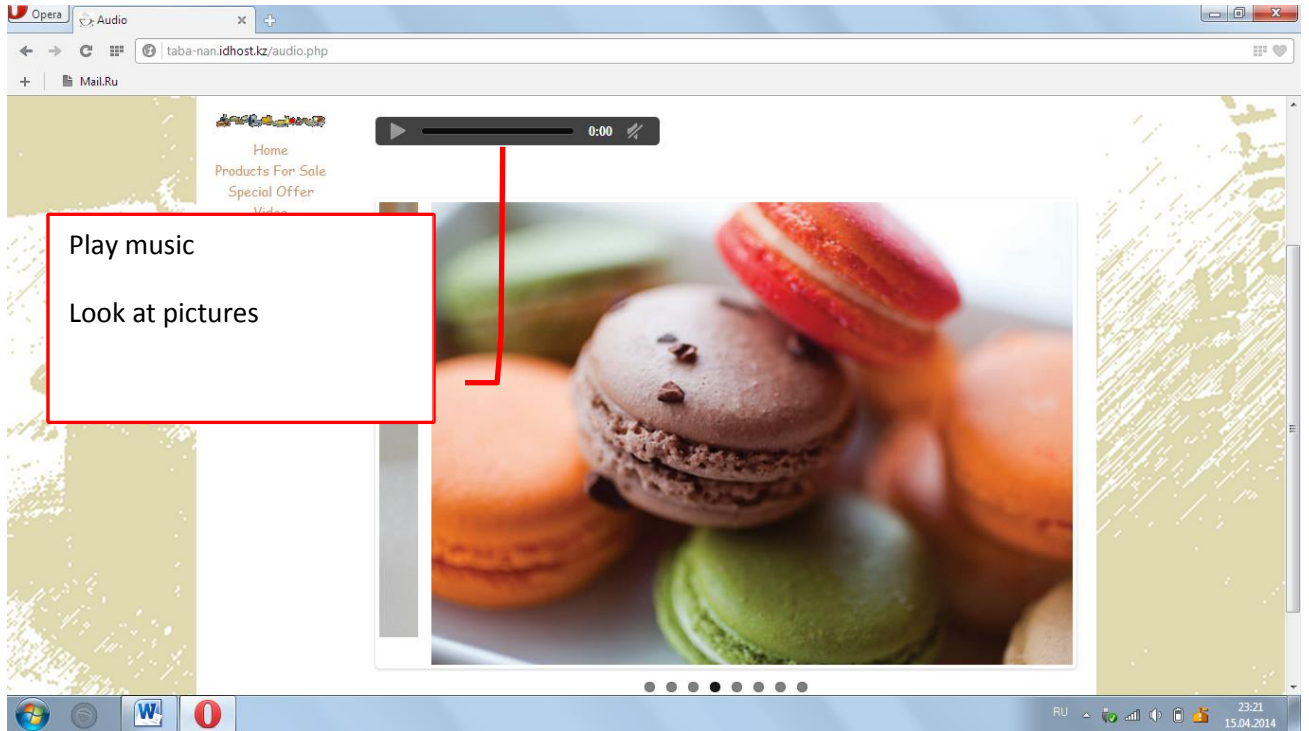 Opera
Audio
taba-nan.idhost.kz/audio.php
Mail.Ru
0:00
Home
Products For Sale
Special Offer
Video
Play music
Look at pictures
RU
23:21
15.04.2014